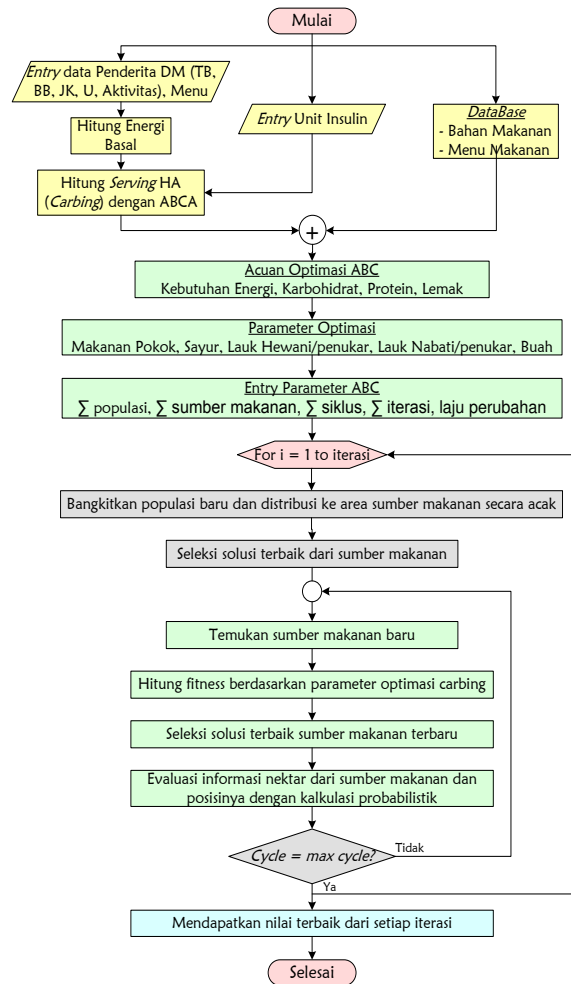 Mulai
Entry data Penderita DM (TB,
BB, JK, U, Aktivitas), Menu
Hitung Energi
Basal
Entry Unit Insulin
DataBase
- Bahan Makanan
- Menu Makanan
Hitung Serving HA
(Carbing) dengan ABCA
+
Acuan Optimasi ABC
Kebutuhan Energi, Karbohidrat, Protein, Lemak
Parameter Optimasi
Makanan Pokok, Sayur, Lauk Hewani/penukar, Lauk Nabati/penukar, Buah
Entry Parameter ABC
∑ populasi, ∑ sumber makanan, ∑ siklus, ∑ iterasi, laju perubahan
For i = 1 to iterasi
Bangkitkan populasi baru dan distribusi ke area sumber makanan secara acak
Seleksi solusi terbaik dari sumber makanan
Temukan sumber makanan baru
Hitung fitness berdasarkan parameter optimasi carbing
Seleksi solusi terbaik sumber makanan terbaru
Evaluasi informasi nektar dari sumber makanan dan
posisinya dengan kalkulasi probabilistik
Cycle = max cycle?
Tidak
Ya
Mendapatkan nilai terbaik dari setiap iterasi
Selesai